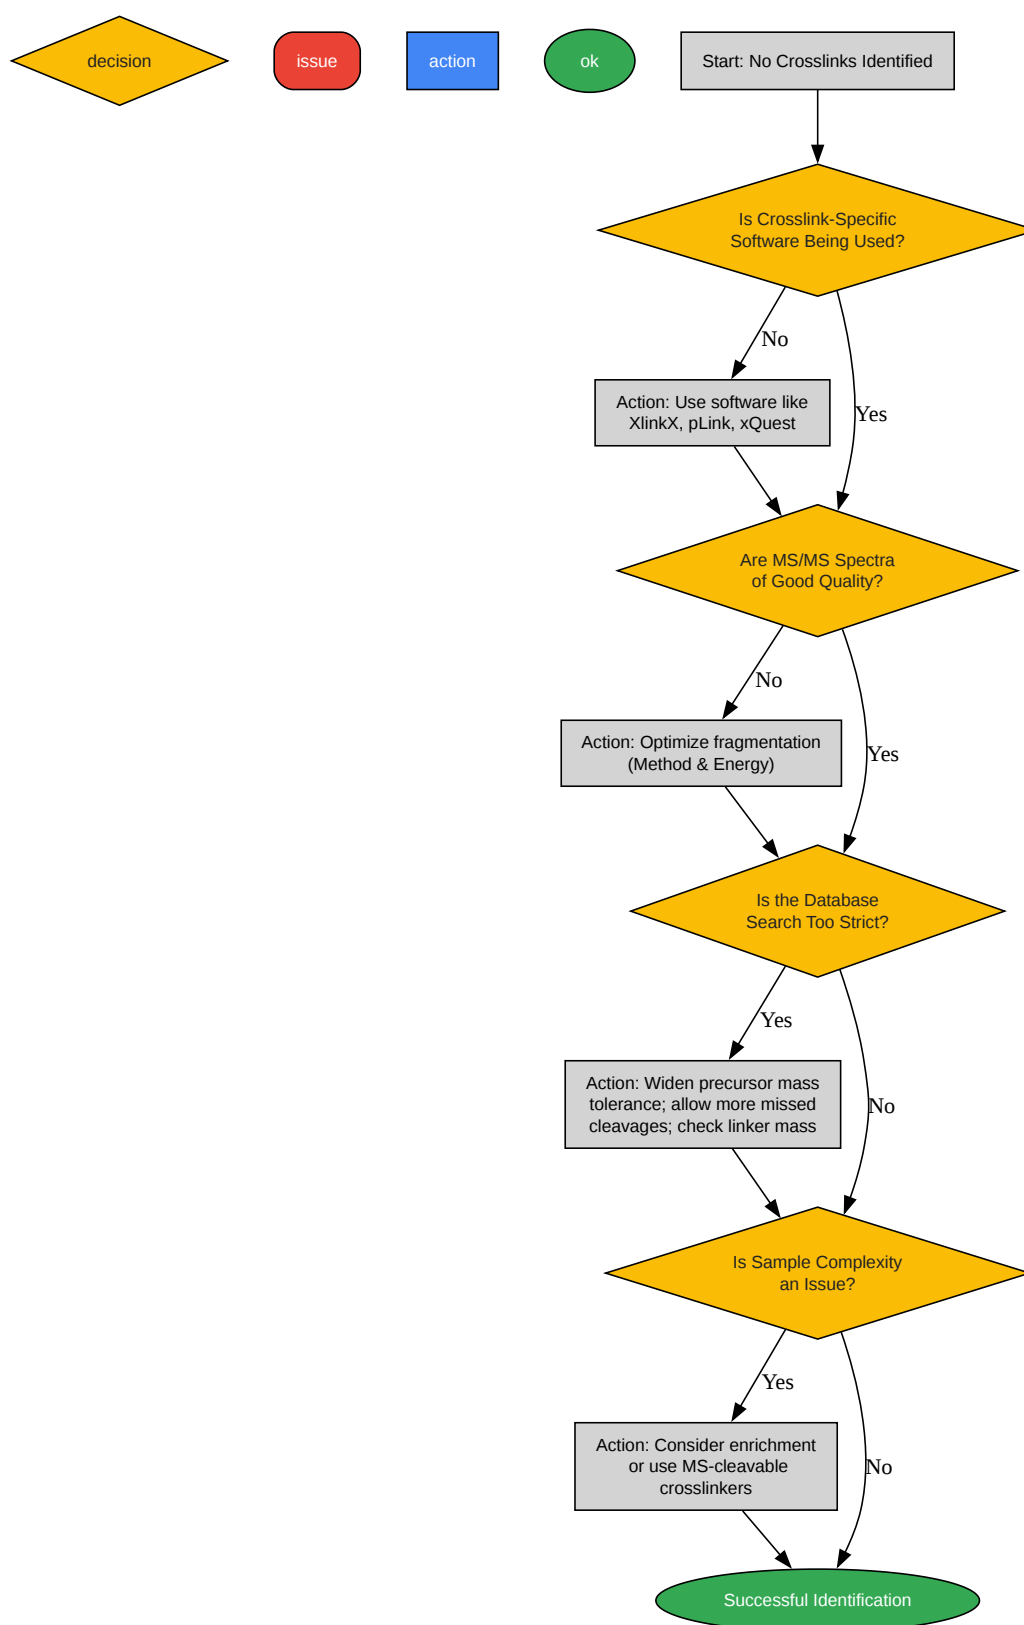 decision
issue
action
ok
Start: No Crosslinks Identified
Is Crosslink-Specific
Software Being Used?
No
Action: Use software like
XlinkX, pLink, xQuest
Yes
Are MS/MS Spectra
of Good Quality?
No
Action: Optimize fragmentation
(Method & Energy)
Yes
Is the Database
Search Too Strict?
Yes
Action: Widen precursor mass
tolerance; allow more missed
cleavages; check linker mass
No
Is Sample Complexity
an Issue?
Yes
Action: Consider enrichment
or use MS-cleavable
crosslinkers
No
Successful Identification